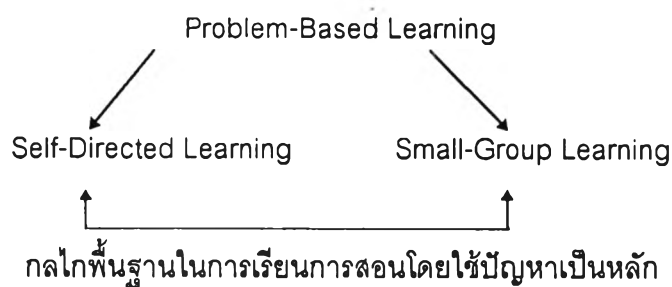 Problem-Based Learning
Self-Directed Learning Small-Group Learning
กลไกพื้นฐานในการเรียนการสอนโดยใช้ปัญหาเป็นหลัก